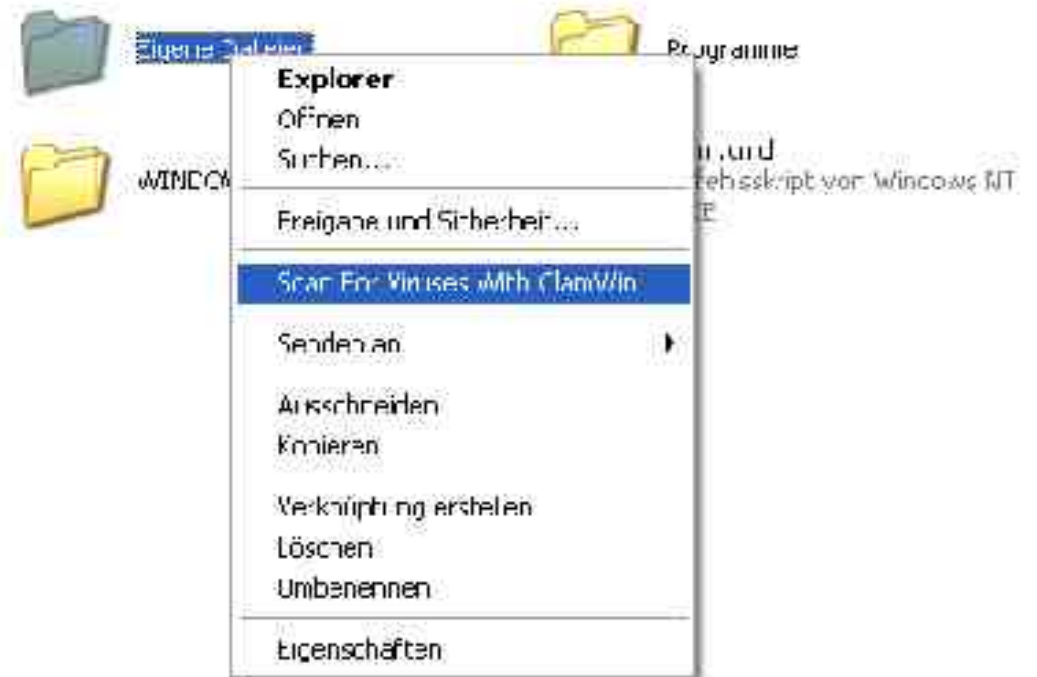 Eigene Dateien
Programme
Explorer
Öffnen
Suchen...
WINDOW
Freigabe und Sicherheit...
von Windows NT
Scan For Viruses With ClamWin
Senden an
Ausschneiden
Kopieren
Verknüpfung erstellen
Löschen
Umbenennen
Eigenschaften